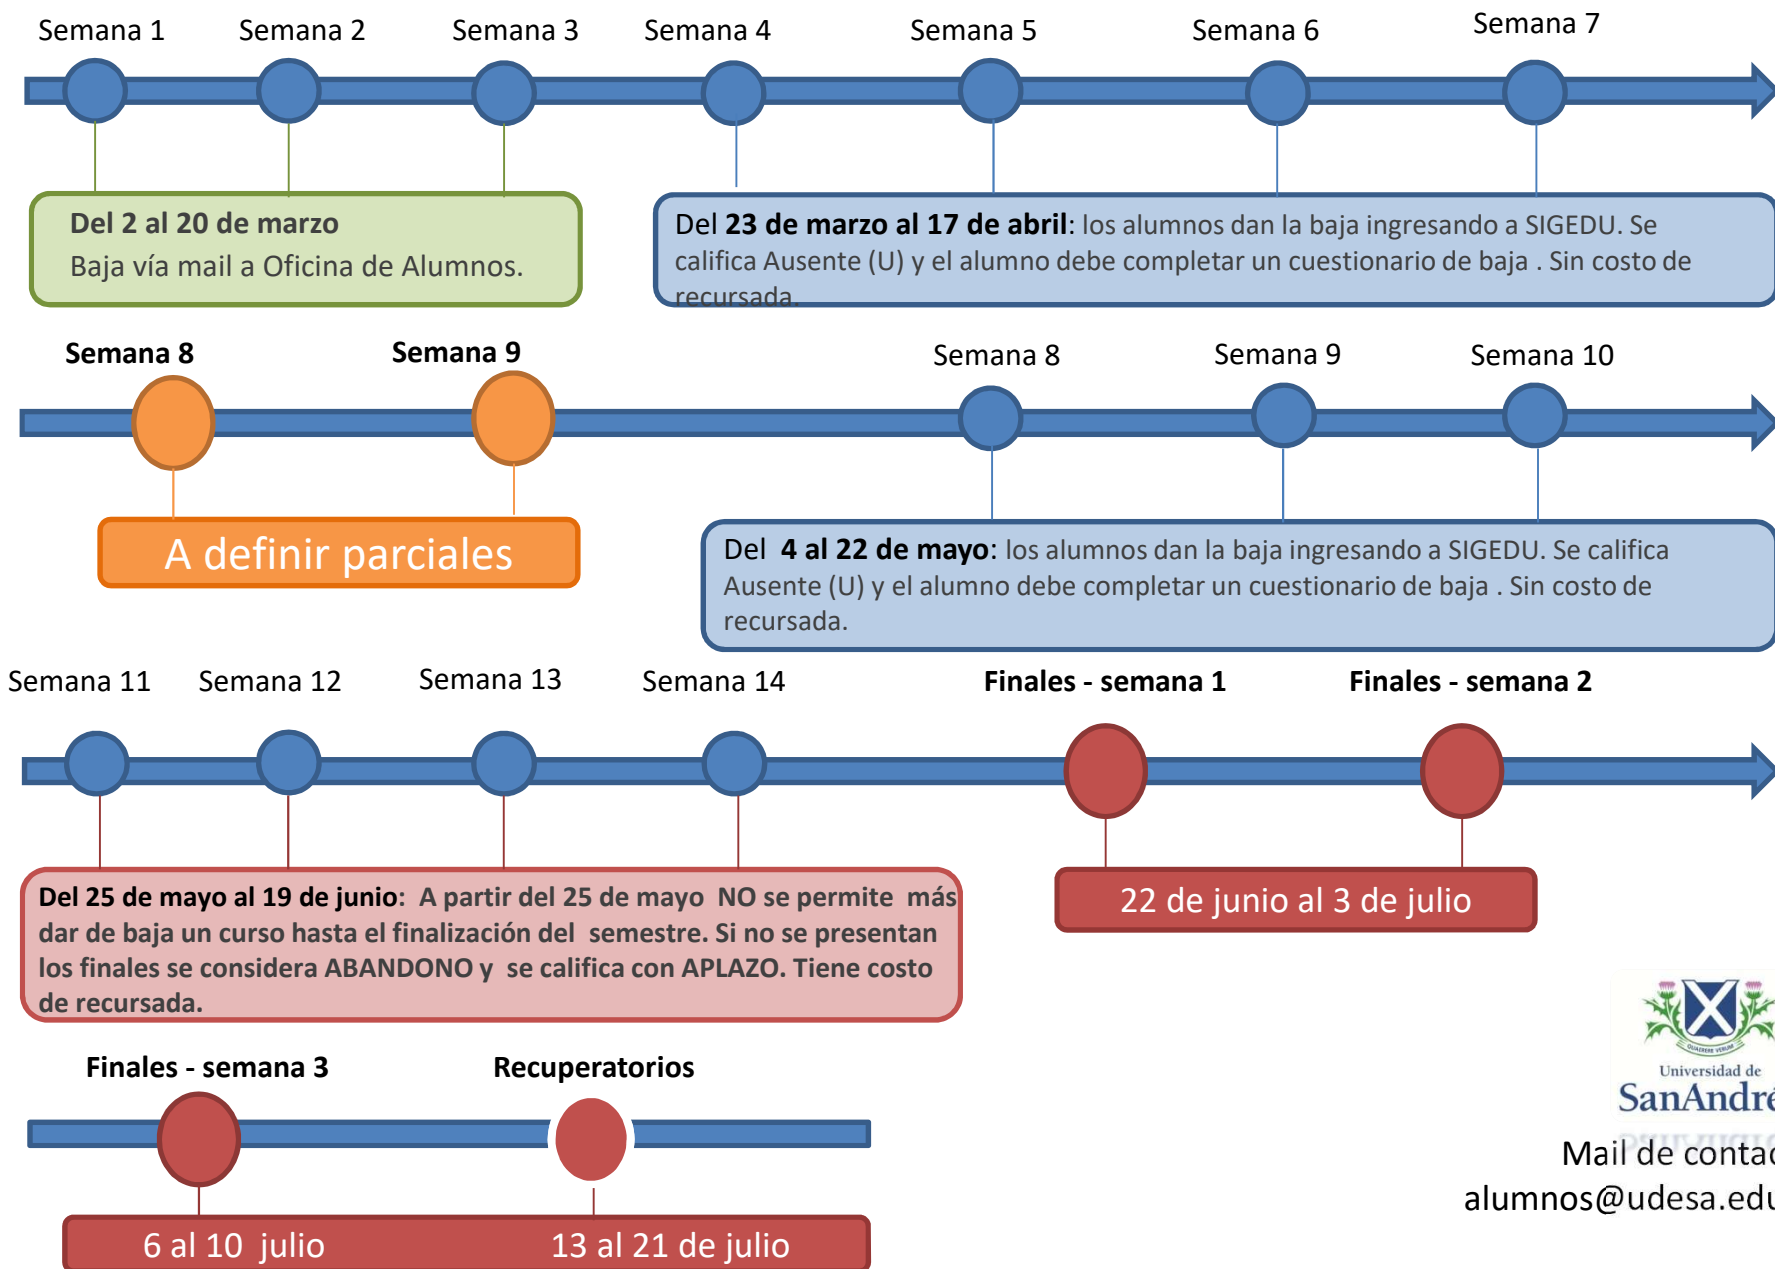 Semana 1
Semana 2
Semana 3
Semana 4
Semana 5
Semana 6
Semana 7
Del 2 al 20 de marzo
Baja vía mail a Oficina de Alumnos.
Del 23 de marzo al 17 de abril: los alumnos dan la baja ingresando a SIGEDU. Se
califica Ausente (U) y el alumno debe completar un cuestionario de baja . Sin costo de
recursada.
Semana 8
Semana 9
Semana 8
Semana 9
Semana 10
A definir parciales
Del 4 al 22 de mayo: los alumnos dan la baja ingresando a SIGEDU. Se califica
Ausente (U) y el alumno debe completar un cuestionario de baja . Sin costo de
recursada.
Semana 11
Semana 12
Semana 13
Semana 14
Finales - semana 1
Finales - semana 2
Del 25 de mayo al 19 de junio: A partir del 25 de mayo NO se permite más
dar de baja un curso hasta el finalización del semestre. Si no se presentan
los finales se considera ABANDONO y se califica con APLAZO. Tiene costo
de recursada.
22 de junio al 3 de julio
Finales - semana 3
Recuperatorios
6 al 10 julio
13 al 21 de julio
QUAERERE VERUM
Universidad de
SanAndré
Mail de contac
alumnos@udesa.edu